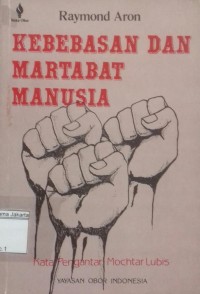 Raymond Aron
KEBEBASAN DAN
MARTABAT
MANUSIA
Kata Pengantar: Mochtar Lubis
YAYASAN OBOR INDONESIA